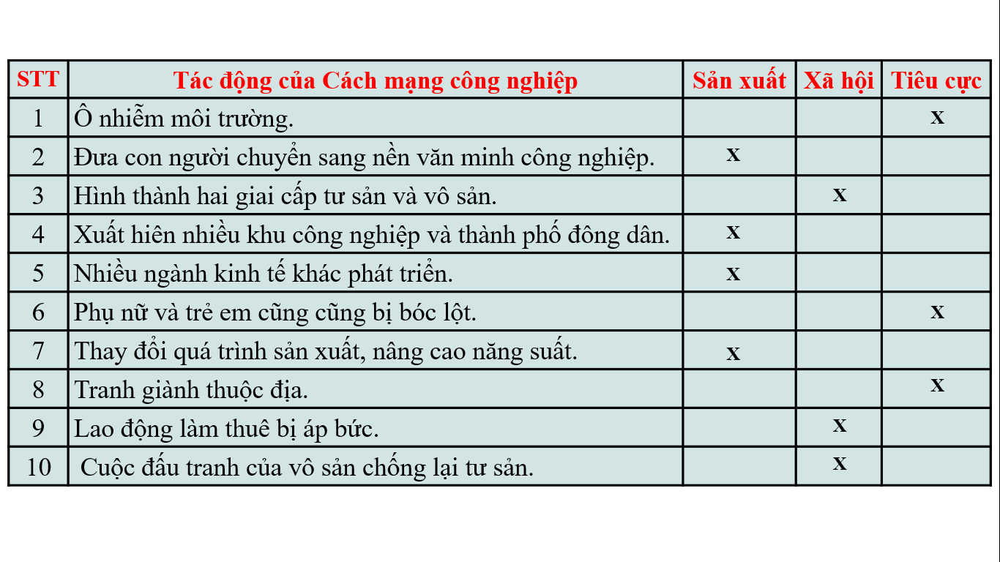 STT Tác động của Cách mạng công nghiệp Sản xuất Xã hội Tiêu cực
1 Ô nhiễm môi trường. x
2 Đưa con người chuyển sang nền văn minh công nghiệp. x
3 Hình thành hai giai cấp tư sản và vô sản. x
4 Xuất hiên nhiều khu công nghiệp và thành phố đông dân. x
5 Nhiều ngành kinh tế khác phát triển. x
6 Phụ nữ và trẻ em cũng cũng bị bóc lột. x
7 Thay đổi quá trình sản xuất, nâng cao năng suất. x
8 Tranh giành thuộc địa. x
9 Lao động làm thuê bị áp bức. x
10 Cuộc đấu tranh của vô sản chống lại tư sản. x